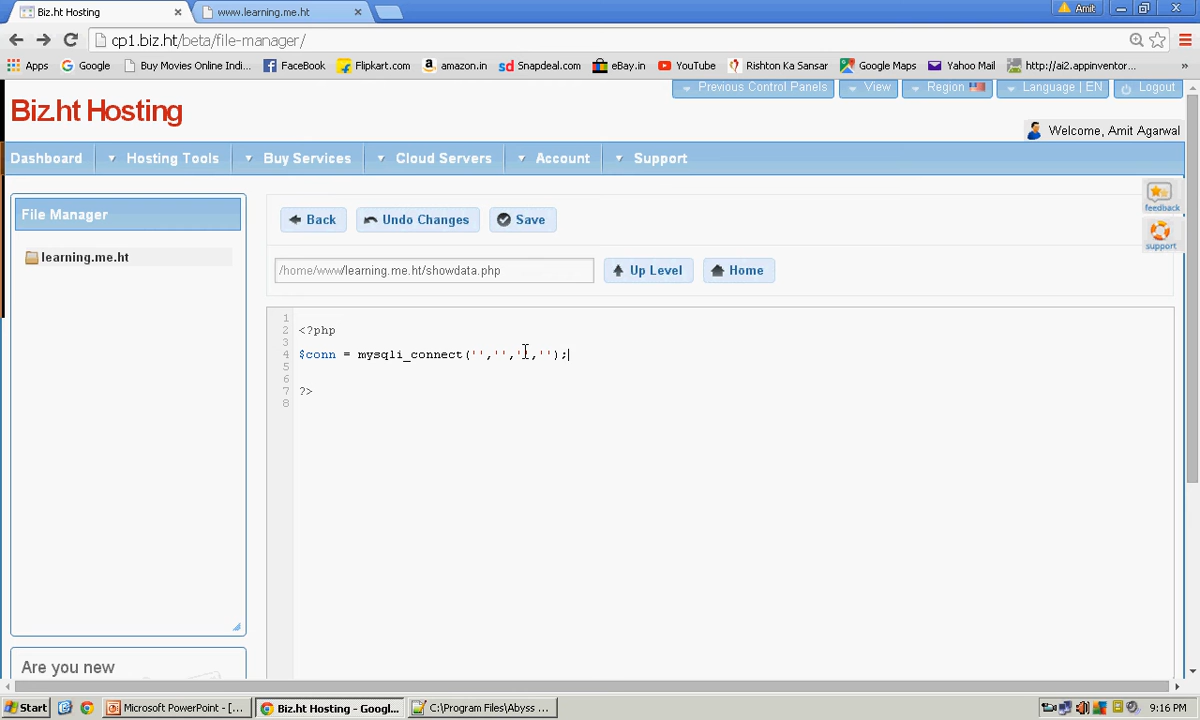 Biz.ht Hosting
www.learning.me.ht
Amit
cp1.biz.ht/beta/file-manager/
Apps
Google
Buy Movies Online Indi...
FaceBook
Flipkart.com
amazon.in
sd Snapdeal.com
eBay.in
YouTube
Rishton Ka Sansar
Google Maps
Yahoo Mail
http://ai2.appinventor...
»
Biz.ht Hosting
Previous Control Panels
View
Region
Language | EN
Logout
Welcome, Amit Agarwal
Dashboard
Hosting Tools
Buy Services
Cloud Servers
Account
Support
feedback
support
File Manager
learning.me.ht
Back
Undo Changes
Save
/home/www/learning.me.ht/showdata.php
Up Level
Home
1
2 <?php
3
4 $conn = mysqli_connect('','','','');
5
6
7 ?>
8
Are you new
Start
Microsoft PowerPoint - [...
Biz.ht Hosting - Googl...
C:\Program Files\Abyss ...
9:16 PM